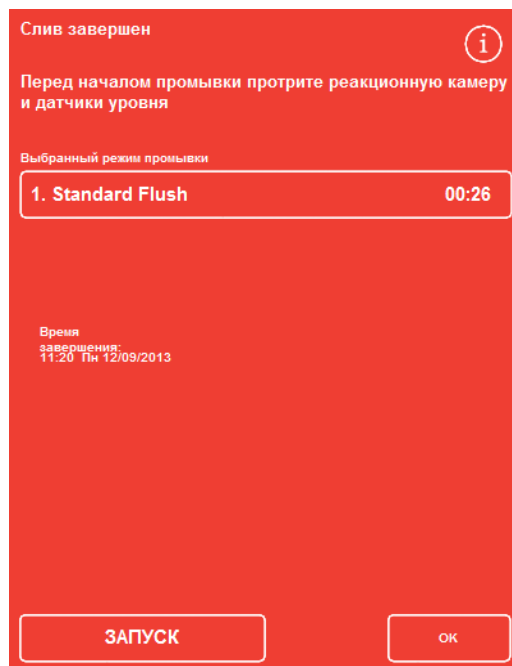 Слив завершен
i
Перед началом промывки протрите реакционную камеру
и датчики уровня
Выбранный режим промывки
1. Standard Flush 00:26
Время
завершения:
11:20 Пн 12/09/2013
ЗАПУСК
ОК